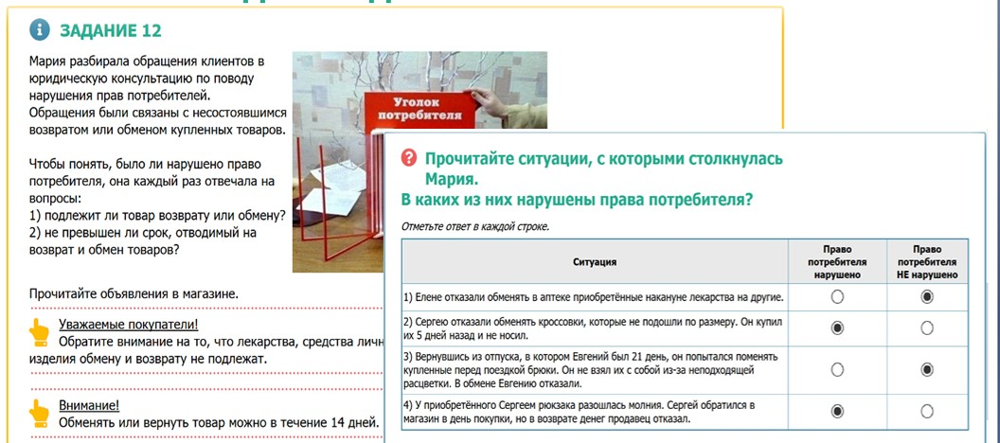 ЗАДАНИЕ 12
Мария разбирала обращения клиентов в
юридическую консультацию по поводу
нарушения прав потребителей.
Обращения были связаны с несостоявшимся
возвратом или обменом купленных товаров.
Чтобы понять, было ли нарушено право
потребителя, она каждый раз отвечала на
вопросы:
1) подлежит ли товар возврату или обмену?
2) не превышен ли срок, отводимый на
возврат и обмен товаров?
Уголок
потребителя
Прочитайте объявления в магазине.
Уважаемые покупатели!
Обратите внимание на то, что лекарства, средства
изделия обмену и возврату не подлежат.
Внимание!
Обменять или вернуть товар можно в течение 14 дней.
Прочитайте ситуации, с которыми столкнулась
Мария.
В каких из них нарушены права потребителя?
Отметьте ответ в каждой строке.
Ситуация
Право
потребителя
нарушено
Право
потребителя
НЕ нарушено
1) Елене отказали обменять в аптеке приобретённые накануне лекарства на другие.
2) Сергею отказали обменять кроссовки, которые не подошли по размеру. Он купил
их 5 дней назад и не носил.
3) Вернувшись из отпуска, в котором Евгений был 21 день, он попытался поменять
купленные перед поездкой брюки. Он не взял их с собой из-за неподходящей
расцветки. В обмене Евгению отказали.
4) У приобретённого Сергеем рюкзака разошлась молния. Сергей обратился в
магазин в день покупки, но в возврате денег продавец отказал.